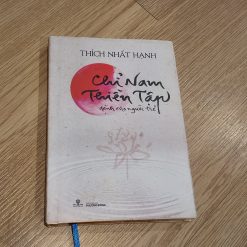 THÍCH NHẤT HẠNH
Chỉ Nam
Thiền Tập
dành cho người trẻ